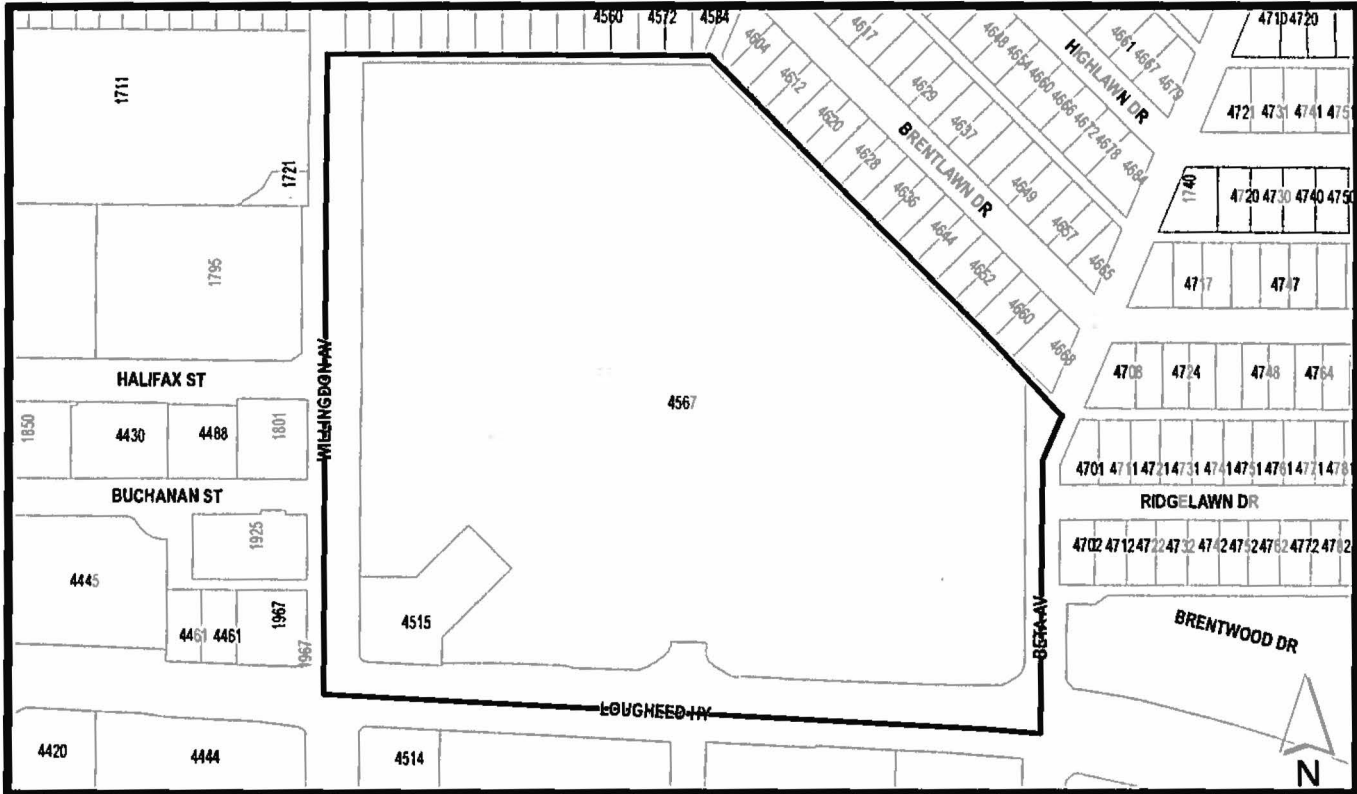 4560 4572 4584
4710 4720
1711
4604
4612
4620
4628
4636
4644
4652
4660
4668
4617
4629
4637
4649
4657
4665
BRENTLAWN DR
4648
4654
4660
4666
4672
4678
4684
HIGHLAWN DR
4661
4667
4679
4721 4731 4741 4751
1721
1740
4720 4730 4740 4750
1795
4717 4747
HALIFAX ST
WILLINGDON AV
4567
4708 4724 4748 4764
1850
4430 4488
1801
4701 4711 4721 4731 4741 4751 4761 4771 4781
BUCHANAN ST
RIDGELAWN DR
1925
4702 4712 4722 4732 4742 4752 4762 4772 4782
4445
4515
4461 4461
1967
1967
BETA AV
BRENTWOOD DR
LOUGHEED HY
4420 4444 4514
N